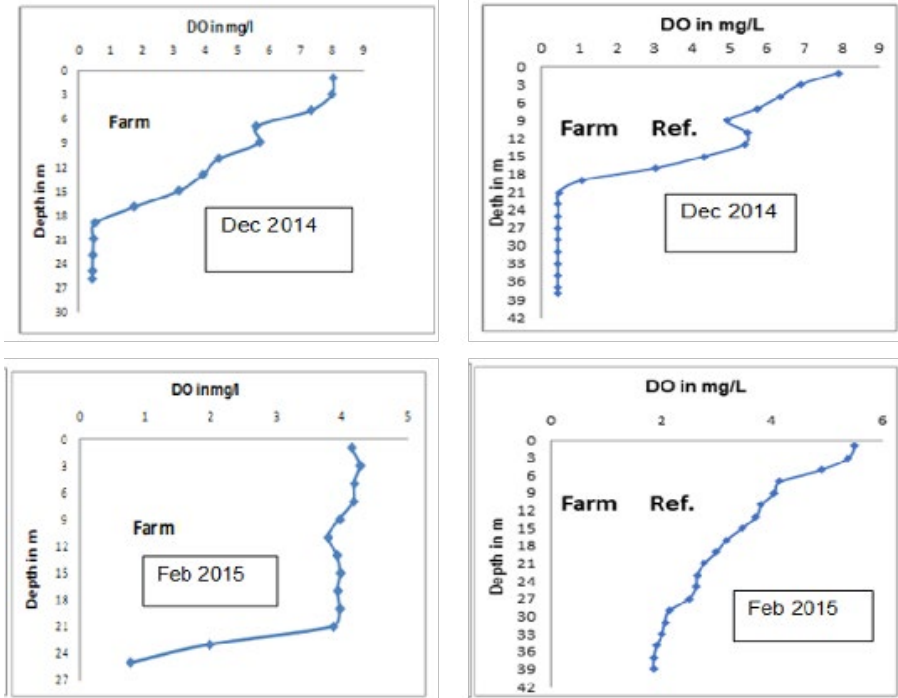 DO in mg/l
0 1 2 3 4 5 6 7 8 9
0
3
6
9
12
15
18
21
24
27
30
Depth in m
Farm
Dec 2014
DO in mg/L
0 1 2 3 4 5 6 7 8 9
0
3
6
9
12
15
18
21
24
27
30
33
36
39
42
Deth in m
Farm Ref.
Dec 2014
DO inmg/l
0 1 2 3 4 5
0
3
6
9
12
15
18
21
24
27
Depth in m
Farm
Feb 2015
DO in mg/L
0 2 4 6
0
3
6
9
12
15
18
21
24
27
30
33
36
39
42
Depth in m
Farm Ref.
Feb 2015